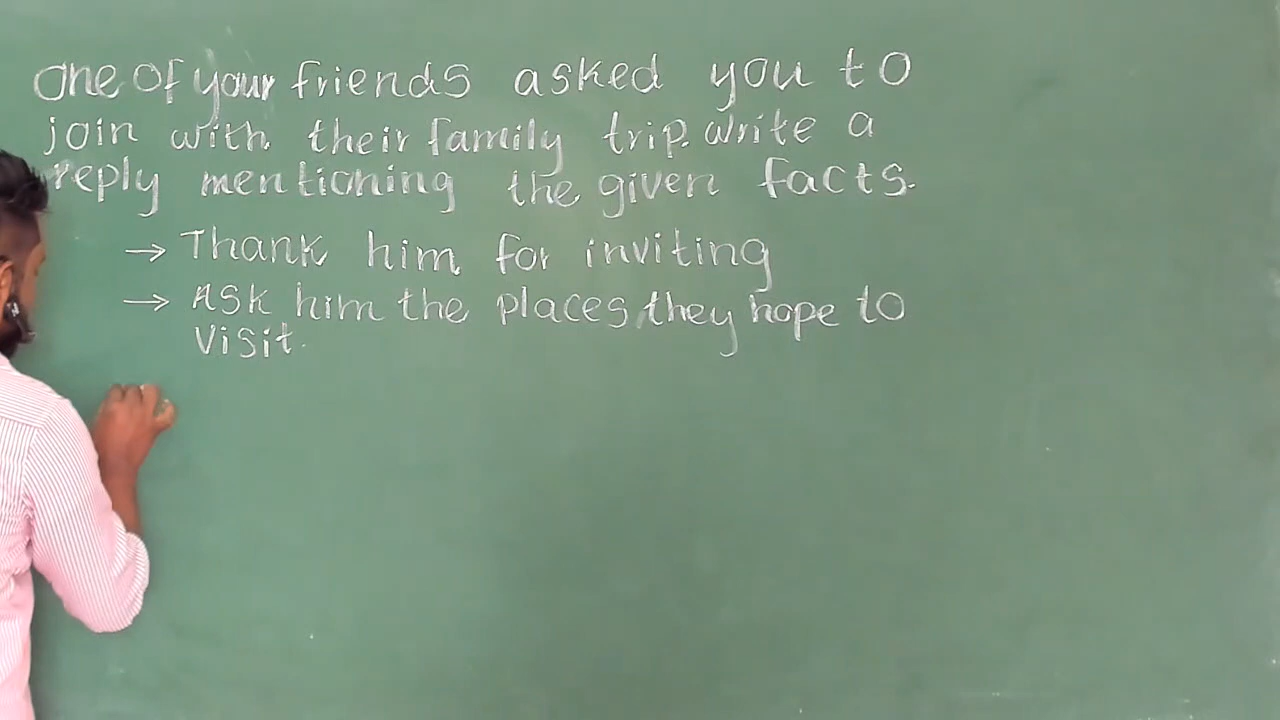 One of your friends asked you to
join with their family trip. write a
reply mentioning the given facts.
→ Thank him for inviting
→ Ask him the places they hope to
visit.